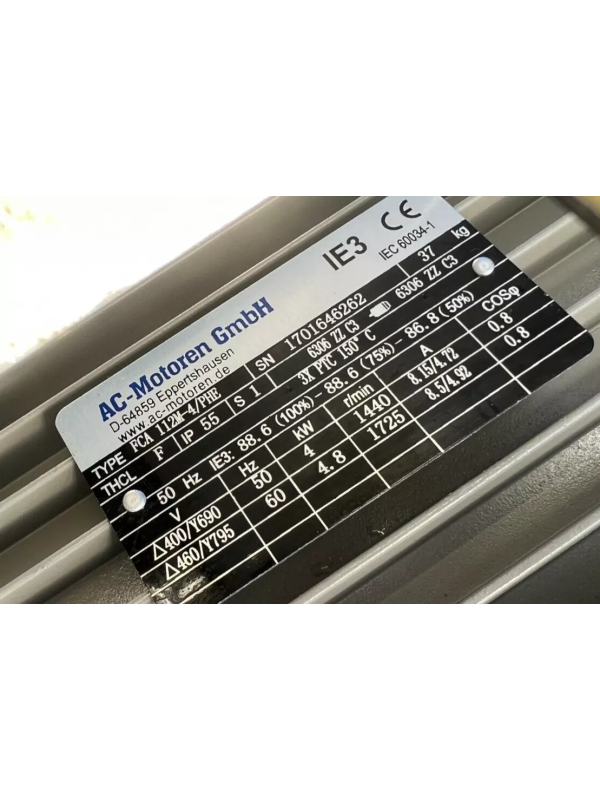 AC-Motoren GmbH
D-64859 Eppertshausen
www.ac-motoren.de
IE3 CE
IEC 60034-1
TYPE FCA 112M-4/PHE SN 1701646262 37 kg
THCL F IP 55 S 1 6306 ZZ C3 6306 ZZ C3
3X PTC 150° C
50 Hz IE3: 88.6 (100%) - 88.6 (75%) - 86.8 (50%)
V Hz kW r/min A COSφ
△400/Y690 50 4 1440 8.15/4.72 0.8
△460/Y795 60 4.8 1725 8.5/4.92 0.8